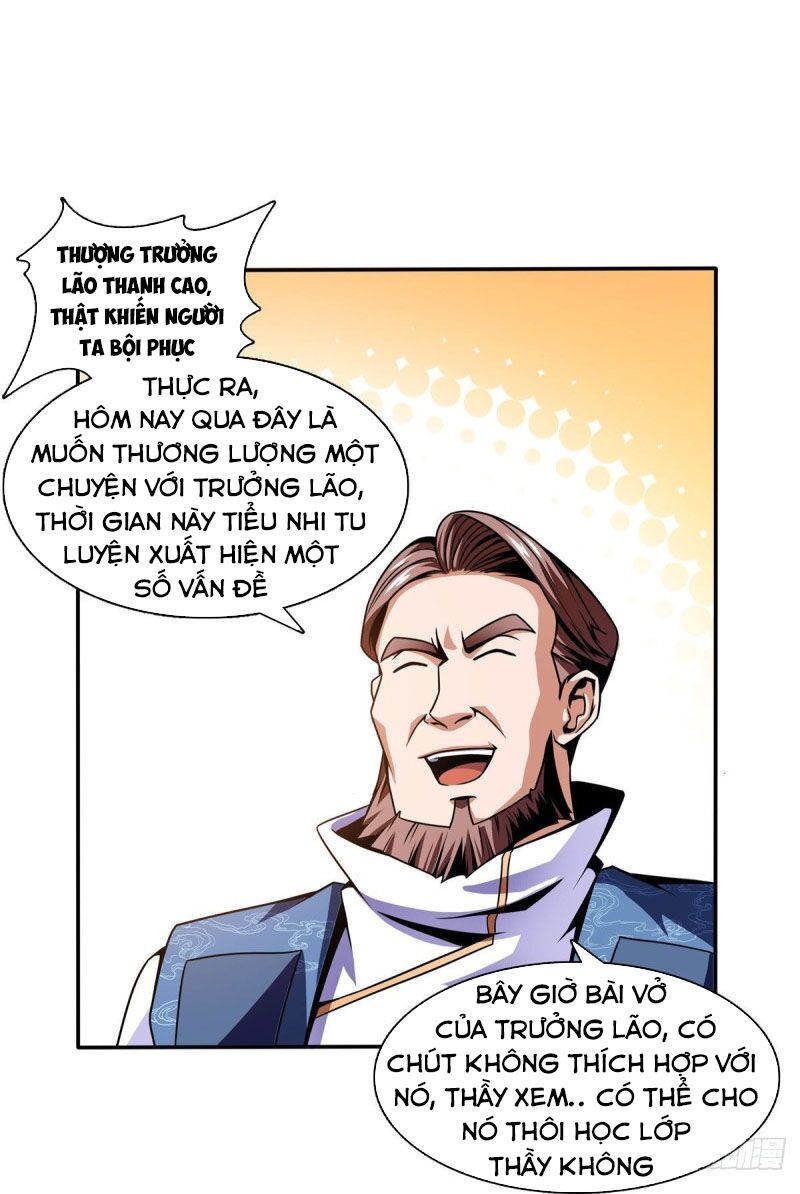 THƯỢNG TRƯỞNG
LÃO THANH CAO,
THẬT KHIẾN NGƯỜI
TA BỘI PHỤC
THỰC RA,
HÔM NAY QUA ĐÂY LÀ
MUỐN THƯƠNG LƯỢNG MỘT
CHUYỆN VỚI TRƯỞNG LÃO,
THỜI GIAN NÀY TIỂU NHI TU
LUYỆN XUẤT HIỆN MỘT
SỐ VẤN ĐỀ
BÂY GIỜ BÀI VỞ
CỦA TRƯỞNG LÃO, CÓ
CHÚT KHÔNG THÍCH HỢP VỚI
NÓ, THẦY XEM.. CÓ THỂ CHO
NÓ THÔI HỌC LỚP
THẦY KHÔNG